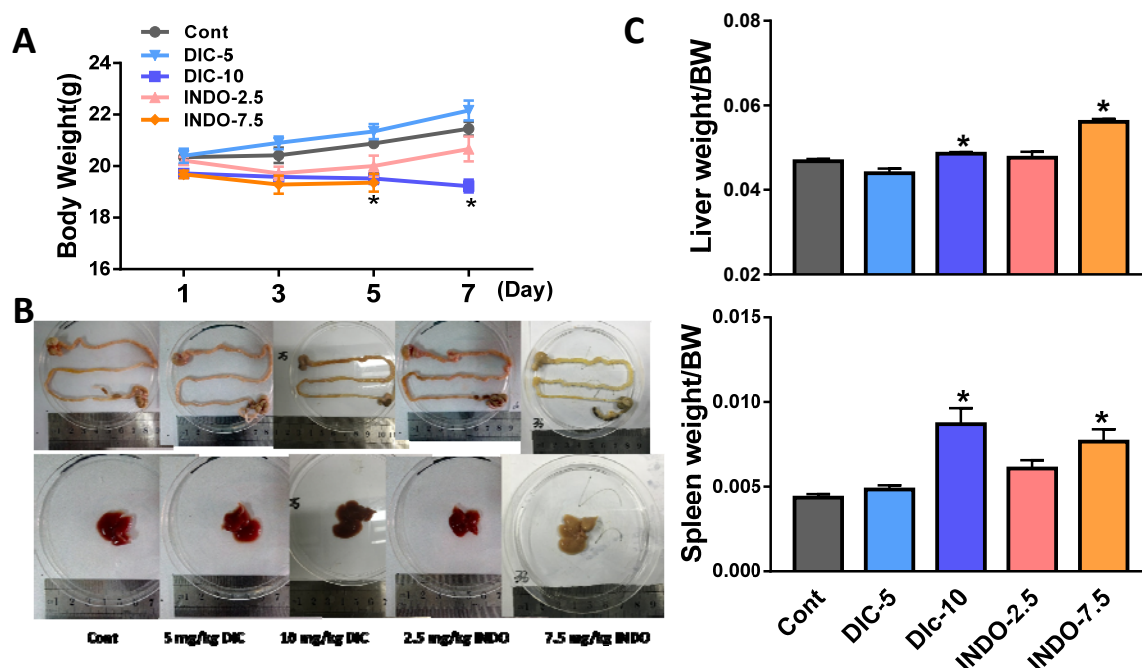 A
Cont
DIC-5
DIC-10
INDO-2.5
INDO-7.5
Body Weight(g)
24
22
20
18
16
*
*
1 3 5 7 (Day)
B
Cont
5 mg/kg DIC
10 mg/kg DIC
2.5 mg/kg INDO
7.5 mg/kg INDO
C
Liver weight/BW
0.08
0.06
0.04
0.02
*
*
Spleen weight/BW
0.015
0.010
0.005
0.000
*
*
Cont
DIC-5
DIc-10
INDO-2.5
INDO-7.5